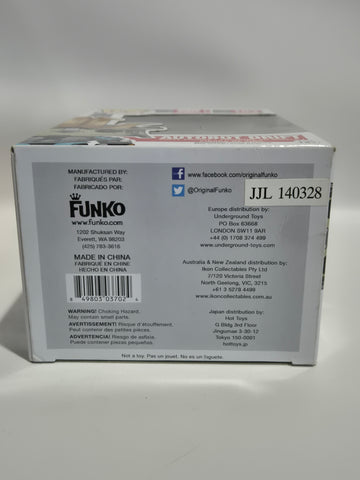 MANUFACTURED BY:
FABRIQUÉS PAR:
FABRICADO POR:
FUNKO
www.funko.com
1202 Shuksan Way
Everett, WA 98203
(425) 783-3616
MADE IN CHINA
FABRIQUÉ EN CHINE
HECHO EN CHINA
8 49803 03702 4
WARNING! Choking Hazard.
May contain small parts.
AVERTISSEMENT! Risque d'étouffement.
Peut contenir des petites pièces.
ADVERTENCIA! Riesgo de asfixia.
Puede contener piezas pequeñas.
www.facebook.com/originalfunko
@OriginalFunko
JJL 140328
Europe distribution by:
Underground Toys
PO Box 63668
LONDON SW11 9AR
+44 (0) 1708 374 499
www.underground-toys.com
Australia & New Zealand distribution by:
Ikon Collectables Pty Ltd
7/120 Victoria Street
North Geelong, VIC, 3215
+61 3 5278 4499
www.ikoncollectables.com.au
Japan distribution by:
Hot Toys
G Bldg 3rd Floor
Jingumae 3-30-12
Tokyo 150-0001
hottoys.jp
Not a toy. Pas un jouet. No es un juguete.